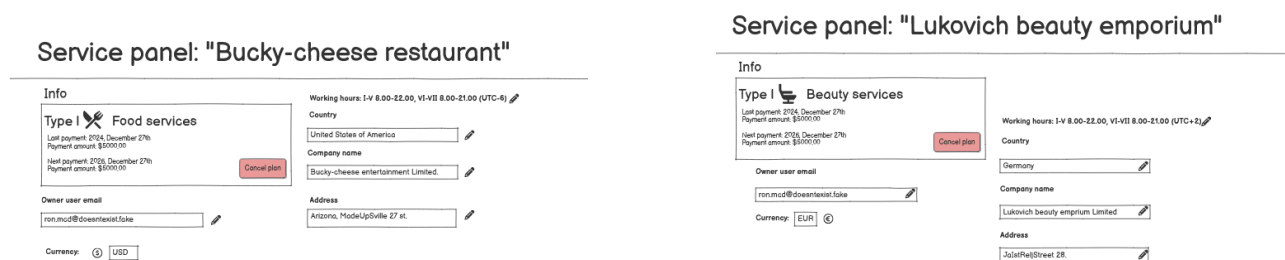 Service panel: "Bucky-cheese restaurant"
Info
Type I Food services
Last payment: 2024, December 27th
Payment amount: $5000,00
Next payment: 2026, December 27th
Payment amount: $5000,00
Cancel plan
Owner user email
ron.mcd@doesntexist.fake
Currency: $ USD
Working hours: I-V 8.00-22.00, VI-VII 8.00-21.00 (UTC-6)
Country
United States of America
Company name
Bucky-cheese entertainment Limited.
Address
Arizona, MadeUpSville 27 st.
Service panel: "Lukovich beauty emporium"
Info
Type I Beauty services
Last payment: 2024, December 27th
Payment amount: $5000,00
Next payment: 2026, December 27th
Payment amount: $5000,00
Cancel plan
Owner user email
ron.mcd@doesntexist.fake
Currency: EUR €
Working hours: I-V 8.00-22.00, VI-VII 8.00-21.00 (UTC+2)
Country
Germany
Company name
Lukovich beauty emprium Limited
Address
JaIstReljStreet 28.